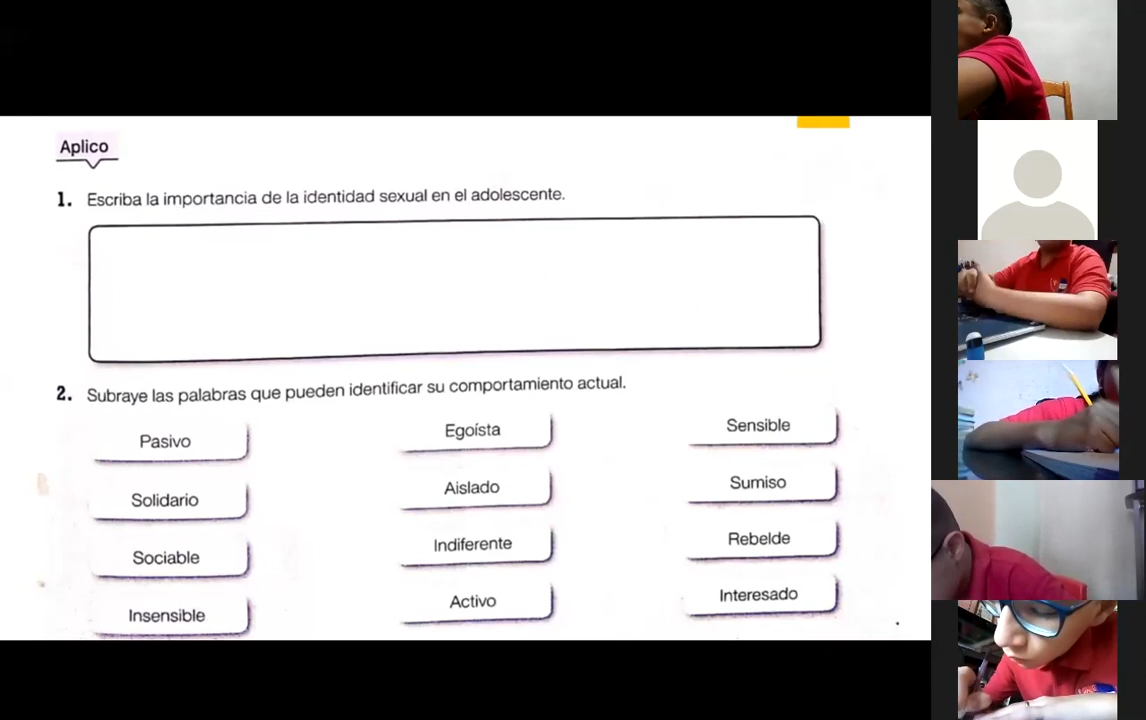 Aplico
1. Escriba la importancia de la identidad sexual en el adolescente.
2. Subraye las palabras que pueden identificar su comportamiento actual.
Pasivo Egoísta Sensible
Solidario Aislado Sumiso
Sociable Indiferente Rebelde
Insensible Activo Interesado